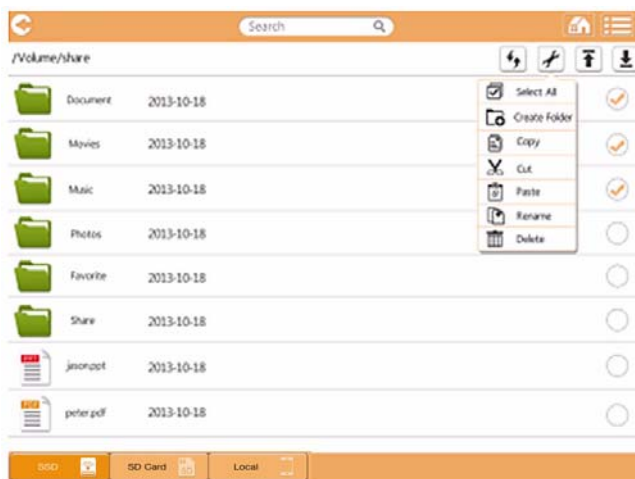 Search
/Volume/share
Document 2013-10-18
Movies 2013-10-18
Music 2013-10-18
Photos 2013-10-18
Favorite 2013-10-18
Share 2013-10-18
jason.ppt 2013-10-18
peter.pdf 2013-10-18
Select All
Create Folder
Copy
Cut
Paste
Rename
Delete
PPT
PDF
SSD
SD Card
Local